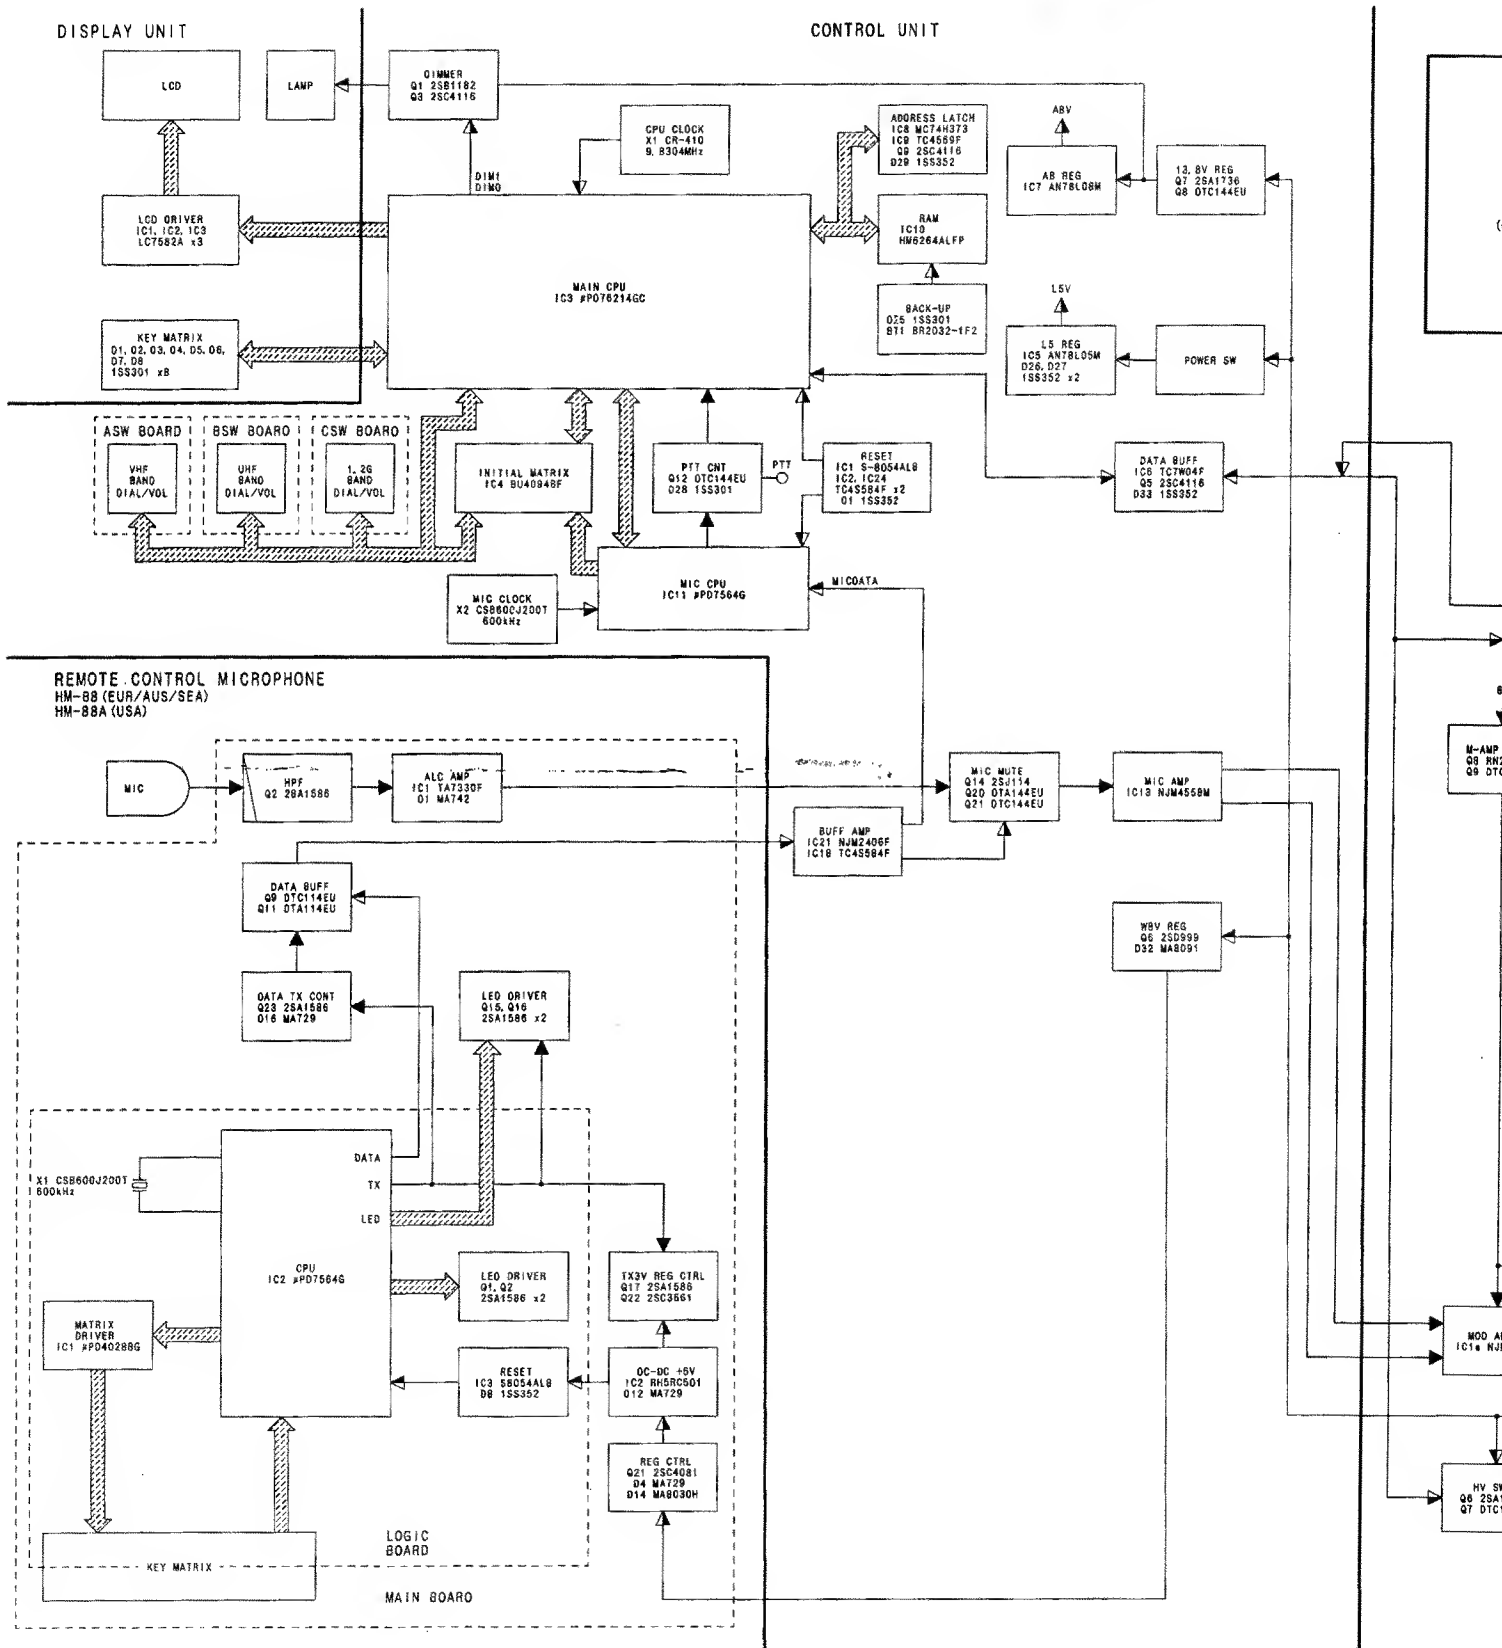 DISPLAY UNIT
CONTROL UNIT
LCD
LAMP
DIMMER
Q1 2SB1182
Q3 2SC4116
CPU CLOCK
X1 CR-410
9.8304MHz
ADDRESS LATCH
IC8 MC74H373
IC9 TC4S69F
Q9 2SC4116
D29 1SS352
A8V
A8 REG
IC7 AN78L08M
13.8V REG
Q7 2SA1736
Q8 DTC144EU
DIM1
DIM0
LCD DRIVER
IC1, IC2, IC3
LC7582A x3
MAIN CPU
IC3 μPD78214GC
RAM
IC10
HM6264ALFP
BACK-UP
D25 1SS301
BT1 BR2032-1F2
L5V
L5 REG
IC5 AN78L05M
D26, D27
1SS352 x2
POWER SW
KEY MATRIX
D1, D2, D3, D4, D5, D6,
D7, D8
1SS301 x8
ASW BOARD
BSW BOARD
CSW BOARD
VHF
BAND
DIAL/VOL
UHF
BAND
DIAL/VOL
1.2G
BAND
DIAL/VOL
INITIAL MATRIX
IC4 BU4094BF
PTT CNT
Q12 DTC144EU
D28 1SS301
PTT
RESET
IC1 S-8054ALB
IC2, IC24
TC4S584F x2
D1 1SS352
DATA BUFF
IC6 TC7W04F
Q5 2SC4116
D33 1SS352
MIC CLOCK
X2 CSB600J200T
600kHz
MIC CPU
IC11 μPD7564G
MICDATA
REMOTE CONTROL MICROPHONE
HM-88 (EUR/AUS/SEA)
HM-88A (USA)
MIC
HPF
Q2 2SA1586
ALC AMP
IC1 TA7330F
D1 MA742
MIC MUTE
Q14 2SJ114
Q20 DTA144EU
Q21 DTC144EU
MIC AMP
IC13 NJM4558M
M-AMP
BUFF AMP
IC21 NJM2406F
IC18 TC4S584F
DATA BUFF
Q9 DTC114EU
Q11 DTA114EU
W8V REG
Q6 2SD999
D32 MA8091
DATA TX CONT
Q23 2SA1586
D16 MA729
LED DRIVER
Q15, Q16
2SA1586 x2
X1 CSB600J200T
600kHz
DATA
TX
LED
CPU
IC2 μPD7564G
LED DRIVER
Q1, Q2
2SA1586 x2
TX3V REG CTRL
Q17 2SA1586
Q22 2SC3661
MATRIX
DRIVER
IC1 μPD4028BG
RESET
IC3 S8054ALB
D8 1SS352
DC-DC +5V
IC2 RH5RC501
D12 MA729
REG CTRL
Q21 2SC4081
D4 MA729
D14 MA8030H
LOGIC
BOARD
KEY MATRIX
MAIN BOARD
MOD
HV